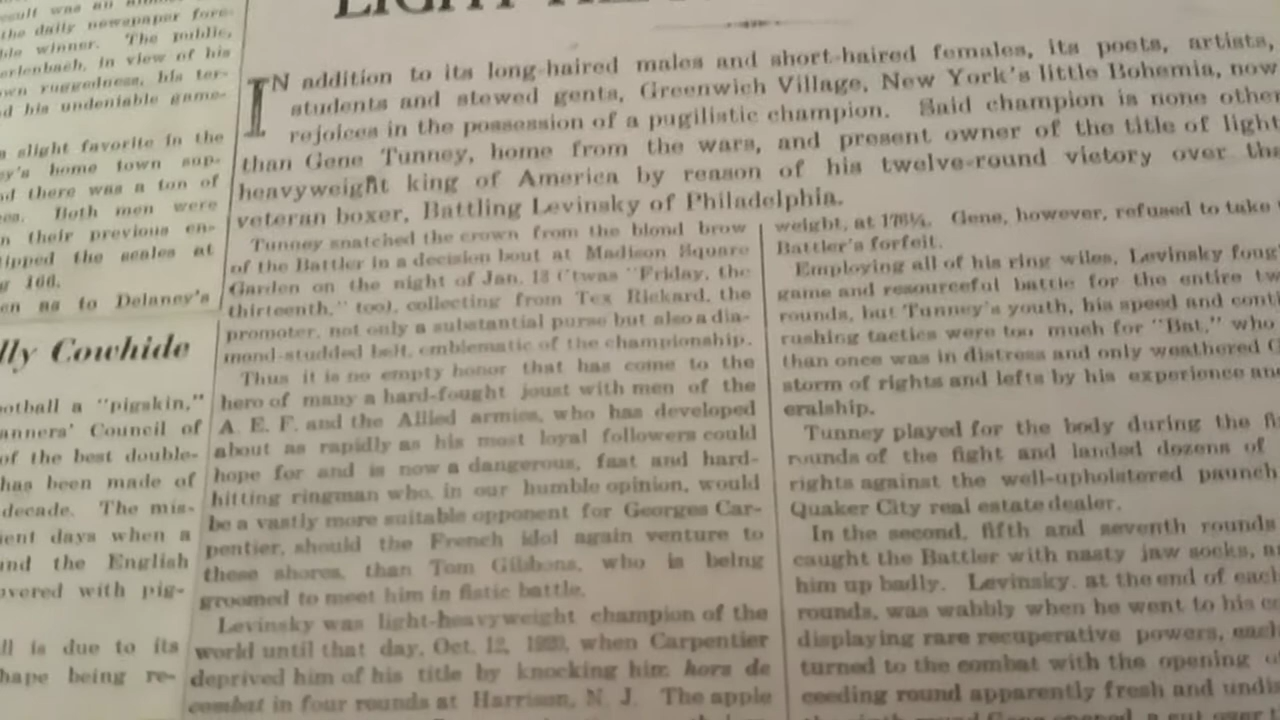 the daily newspaper fore-
winner. The public,
in view of his
ruggedness, his
his undeniable game-
slight favorite in the
home town sup-
there was a ton of
Both men were
their previous en-
tipped the scales at
166.
as to Delaney's
Cowhide
football a "pigskin,"
Council of
of the best double-
has been made of
decade. The mis-
days when a
and the English
covered with pig-
is due to its
being re-
LIGHT
IN addition to its long-haired males and short-haired females, its poets, artists,
students and stewed gents, Greenwich Village, New York's little Bohemia, now
rejoices in the possession of a pugilistic champion. Said champion is none other
than Gene Tunney, home from the wars, and present owner of the title of light
heavyweight king of America by reason of his twelve-round victory over the
veteran boxer, Battling Levinsky of Philadelphia.
Tunney snatched the crown from the blond brow
of the Battler in a decision bout at Madison Square
Garden on the night of Jan. 13 ('twas "Friday, the
thirteenth," too), collecting from Tex Rickard, the
promoter, not only a substantial purse but also a dia-
mond-studded belt, emblematic of the championship.
Thus it is no empty honor that has come to the
hero of many a hard-fought joust with men of the
A. E. F. and the Allied armies, who has developed
about as rapidly as his most loyal followers could
hope for and is now a dangerous, fast and hard-
hitting ringman who, in our humble opinion, would
be a vastly more suitable opponent for Georges Car-
pentier, should the French idol again venture to
these shores, than Tom Gibbons, who is being
groomed to meet him in fistic battle.
Levinsky was light-heavyweight champion of the
world until that day, Oct. 12, 1920, when Carpentier
deprived him of his title by knocking him hors de
combat in four rounds at Harrison, N. J. The apple
weight, at Gene, however, refused to take
Battler's forfeit.
Employing all of his ring wiles, Levinsky
game and resourceful battle for the entire
rounds, but Tunney's youth, his speed and
rushing tactics were too much for "Bat," who
than once was in distress and only weathered
storm of rights and lefts by his experience
eralship.
Tunney played for the body during the
rounds of the fight and landed dozens of
rights against the well-upholstered paunch
Quaker City real estate dealer.
In the second, fifth and seventh rounds
caught the Battler with nasty jaw socks,
him up badly. Levinsky, at the end of each
rounds, was wabbly when he went to his
displaying rare recuperative powers,
turned to the combat with the opening
ceeding round apparently fresh and